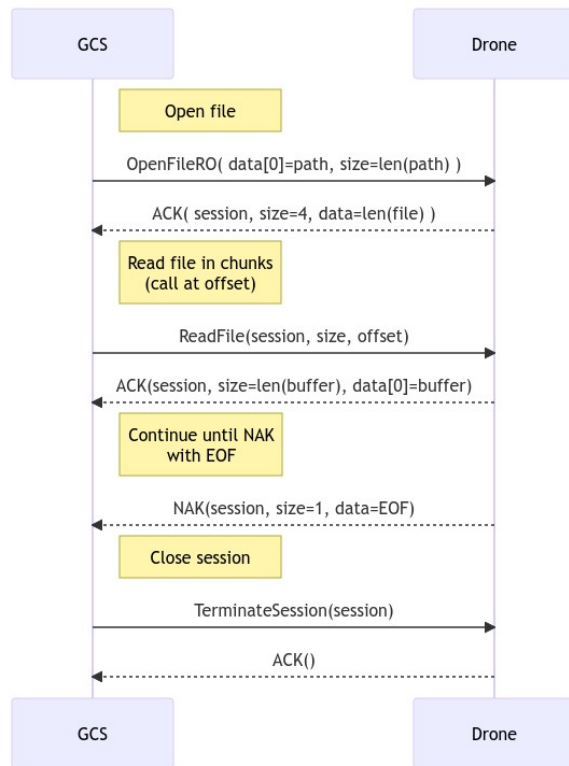 GCS
Drone
Open file
OpenFileRO( data[0]=path, size=len(path) )
ACK( session, size=4, data=len(file) )
Read file in chunks
(call at offset)
ReadFile(session, size, offset)
ACK(session, size=len(buffer), data[0]=buffer)
Continue until NAK
with EOF
NAK(session, size=1, data=EOF)
Close session
TerminateSession(session)
ACK()
GCS
Drone